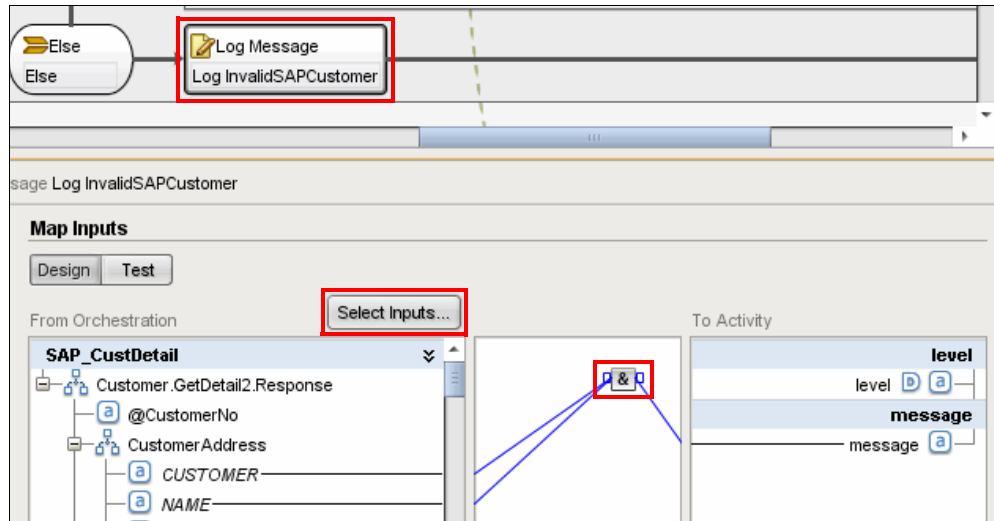 Else
Else
Log Message
Log InvalidSAPCustomer
sage Log InvalidSAPCustomer
Map Inputs
Design Test
From Orchestration
Select Inputs...
To Activity
SAP_CustDetail
Customer.GetDetail2.Response
a @CustomerNo
CustomerAddress
a CUSTOMER
a NAME
&
level
level D a
message
message a